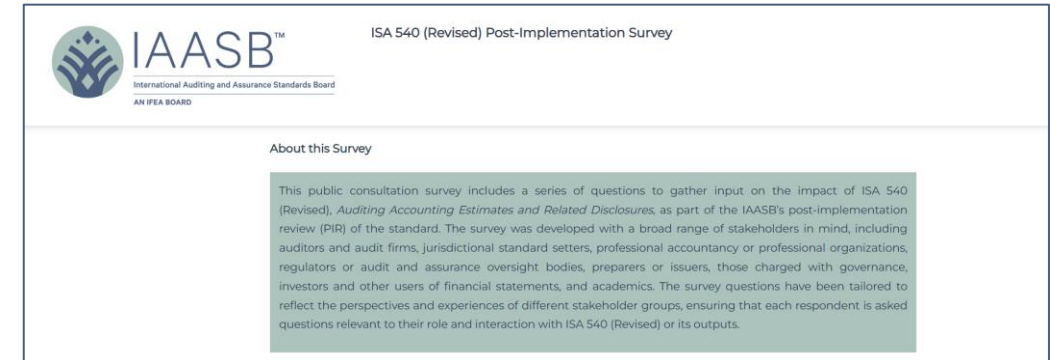 ISA 540 (Revised) Post-Implementation Survey
IAASB™
International Auditing and Assurance Standards Board
AN IFEA BOARD
About this Survey
This public consultation survey includes a series of questions to gather input on the impact of ISA 540
(Revised), Auditing Accounting Estimates and Related Disclosures, as part of the IAASB's post-implementation
review (PIR) of the standard. The survey was developed with a broad range of stakeholders in mind, including
auditors and audit firms, jurisdictional standard setters, professional accountancy or professional organizations,
regulators or audit and assurance oversight bodies, preparers or issuers, those charged with governance,
investors and other users of financial statements, and academics. The survey questions have been tailored to
reflect the perspectives and experiences of different stakeholder groups, ensuring that each respondent is asked
questions relevant to their role and interaction with ISA 540 (Revised) or its outputs.